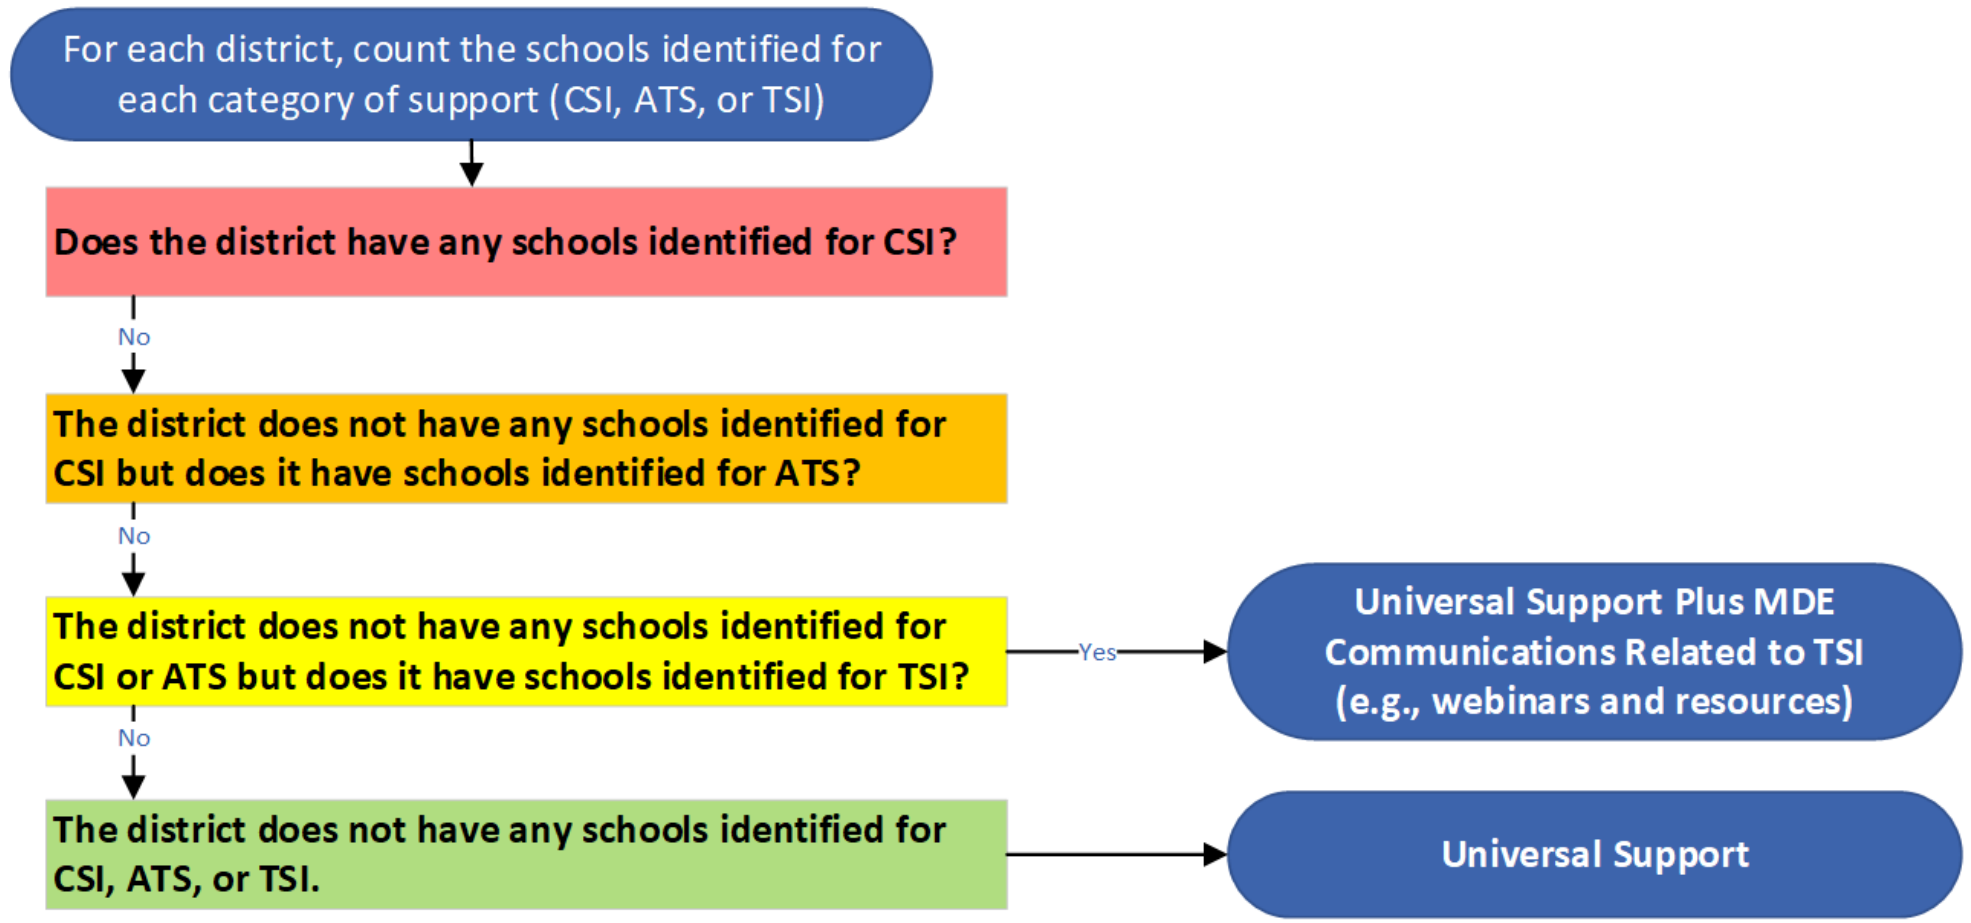 For each district, count the schools identified for
each category of support (CSI, ATS, or TSI)
Does the district have any schools identified for CSI?
No
The district does not have any schools identified for
CSI but does it have schools identified for ATS?
No
The district does not have any schools identified for
CSI or ATS but does it have schools identified for TSI?
Yes
Universal Support Plus MDE
Communications Related to TSI
(e.g., webinars and resources)
No
The district does not have any schools identified for
CSI, ATS, or TSI.
Universal Support